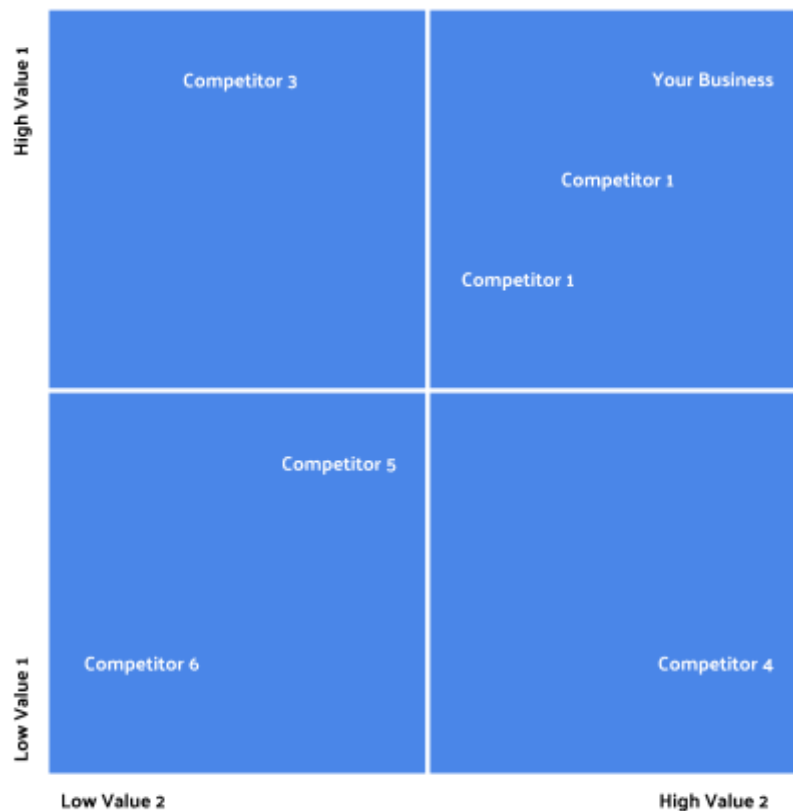 High Value 1
Competitor 3
Your Business
Competitor 1
Competitor 1
Competitor 5
Competitor 6
Competitor 4
Low Value 1
Low Value 2
High Value 2